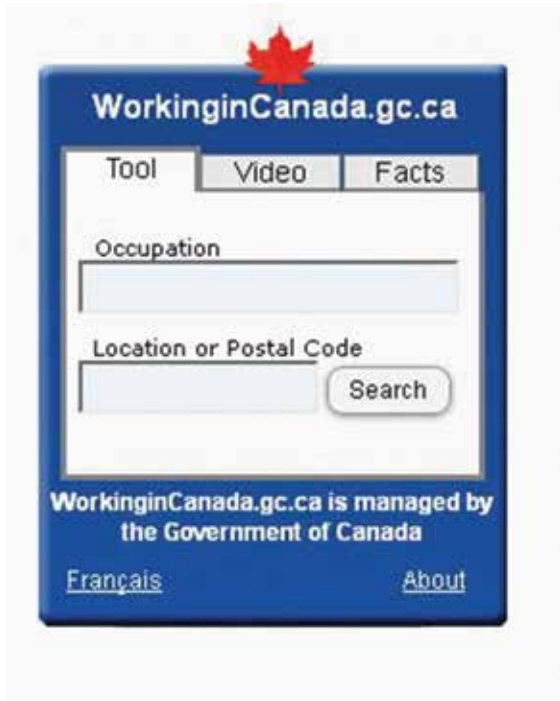 WorkinginCanada.gc.ca
Tool Video Facts
Occupation
Location or Postal Code
Search
WorkinginCanada.gc.ca is managed by
the Government of Canada
Français About